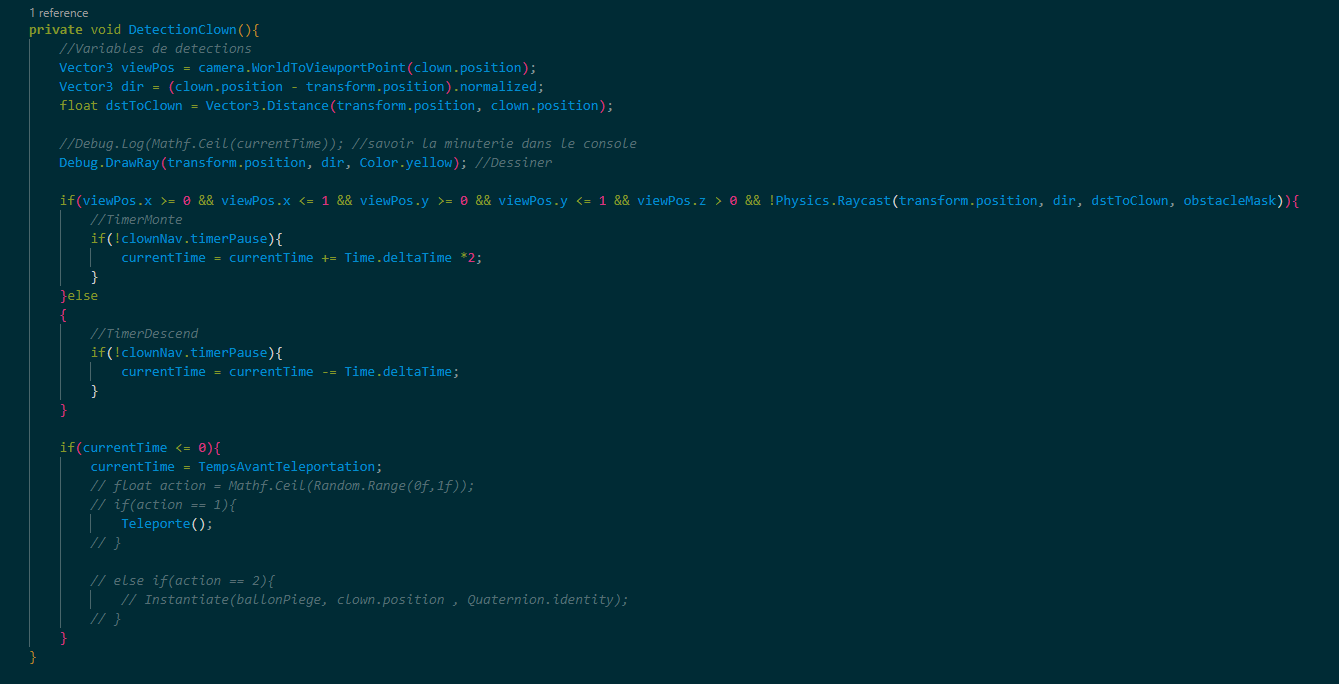 1 reference
private void DetectionClown(){
//Variables de detections
Vector3 viewPos = camera.WorldToViewportPoint(clown.position);
Vector3 dir = (clown.position - transform.position).normalized;
float dstToClown = Vector3.Distance(transform.position, clown.position);
//Debug.Log(Mathf.Ceil(currentTime)); //savoir la minuterie dans le console
Debug.DrawRay(transform.position, dir, Color.yellow); //Dessiner
if(viewPos.x >= 0 && viewPos.x <= 1 && viewPos.y >= 0 && viewPos.y <= 1 && viewPos.z > 0 && !Physics.Raycast(transform.position, dir, dstToClown, obstacleMask)){
//TimerMonte
if(!clownNav.timerPause){
currentTime = currentTime += Time.deltaTime *2;
}
}else
{
//TimerDescend
if(!clownNav.timerPause){
currentTime = currentTime -= Time.deltaTime;
}
}
if(currentTime <= 0){
currentTime = TempsAvantTeleportation;
// float action = Mathf.Ceil(Random.Range(0f,1f));
// if(action == 1){
Teleporte();
// }
// else if(action == 2){
// Instantiate(ballonPiege, clown.position , Quaternion.identity);
// }
}
}